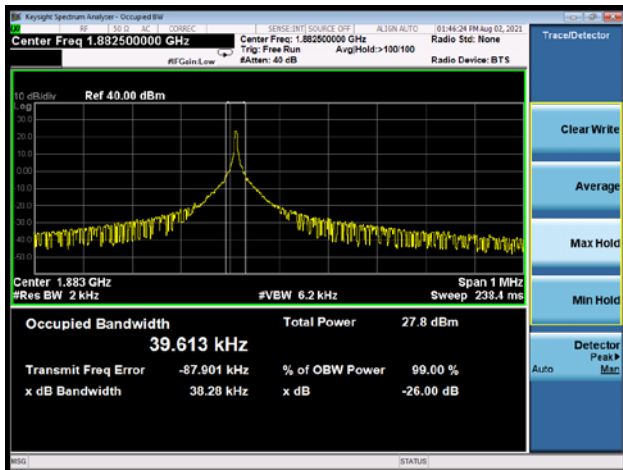 Keysight Spectrum Analyzer - Occupied BW
RF 50 Ω AC CORREC SENSE:INT SOURCE OFF ALIGN AUTO 01:46:24 PM Aug 02, 2021
Center Freq 1.882500000 GHz Center Freq: 1.882500000 GHz Radio Std: None
Trig: Free Run Avg|Hold:>100/100
#IFGain:Low #Atten: 40 dB Radio Device: BTS
Trace/Detector
10 dB/div Ref 40.00 dBm
Log
30.0
20.0
10.0
0.00
-10.0
-20.0
-30.0
-40.0
-50.0
Center 1.883 GHz Span 1 MHz
#Res BW 2 kHz #VBW 6.2 kHz Sweep 238.4 ms
Occupied Bandwidth Total Power 27.8 dBm
39.613 kHz
Transmit Freq Error -87.901 kHz % of OBW Power 99.00 %
x dB Bandwidth 38.28 kHz x dB -26.00 dB
Clear Write
Average
Max Hold
Min Hold
Detector
Peak▶
Auto Man
MSG STATUS